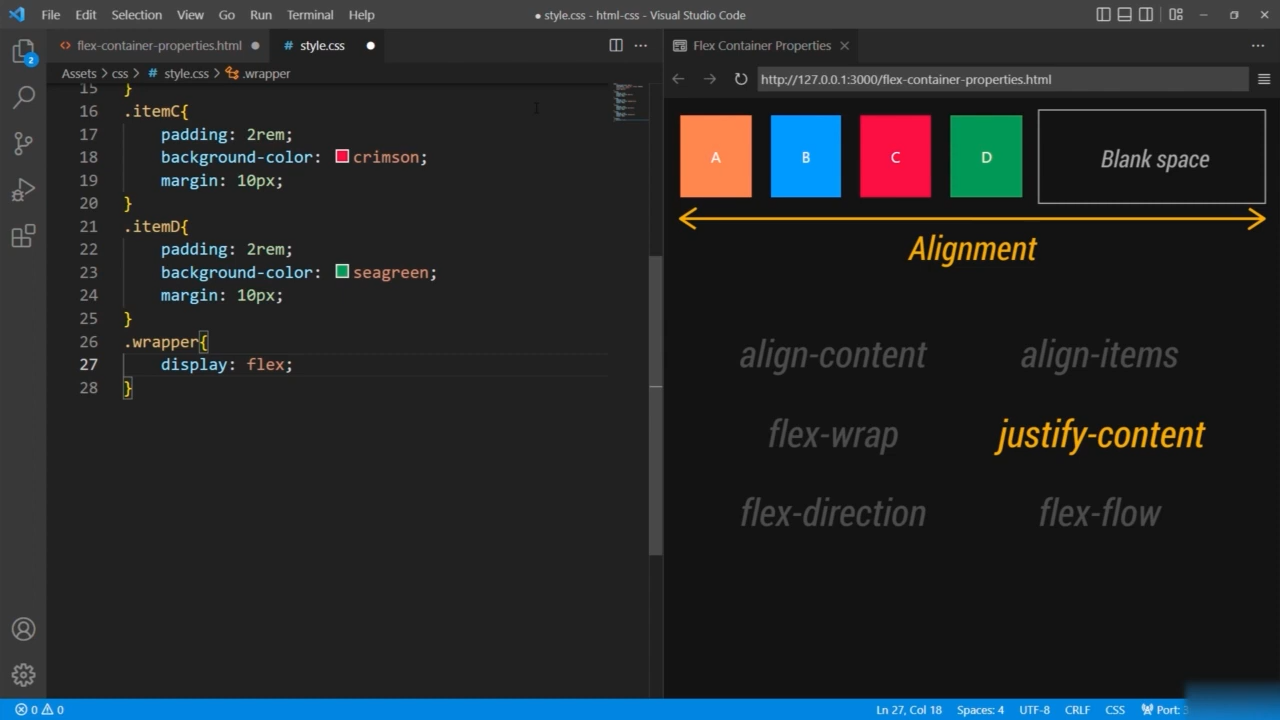 File Edit Selection View Go Run Terminal Help
● style.css - html-css - Visual Studio Code
flex-container-properties.html
# style.css
Flex Container Properties
Assets > css > # style.css > .wrapper
http://127.0.0.1:3000/flex-container-properties.html
2
15 }
16 .itemC{
17 padding: 2rem;
18 background-color: crimson;
19 margin: 10px;
20 }
21 .itemD{
22 padding: 2rem;
23 background-color: seagreen;
24 margin: 10px;
25 }
26 .wrapper{
27 display: flex;
28 }
A B C D Blank space
Alignment
align-content align-items
flex-wrap justify-content
flex-direction flex-flow
0 0
Ln 27, Col 18 Spaces: 4 UTF-8 CRLF CSS Port: